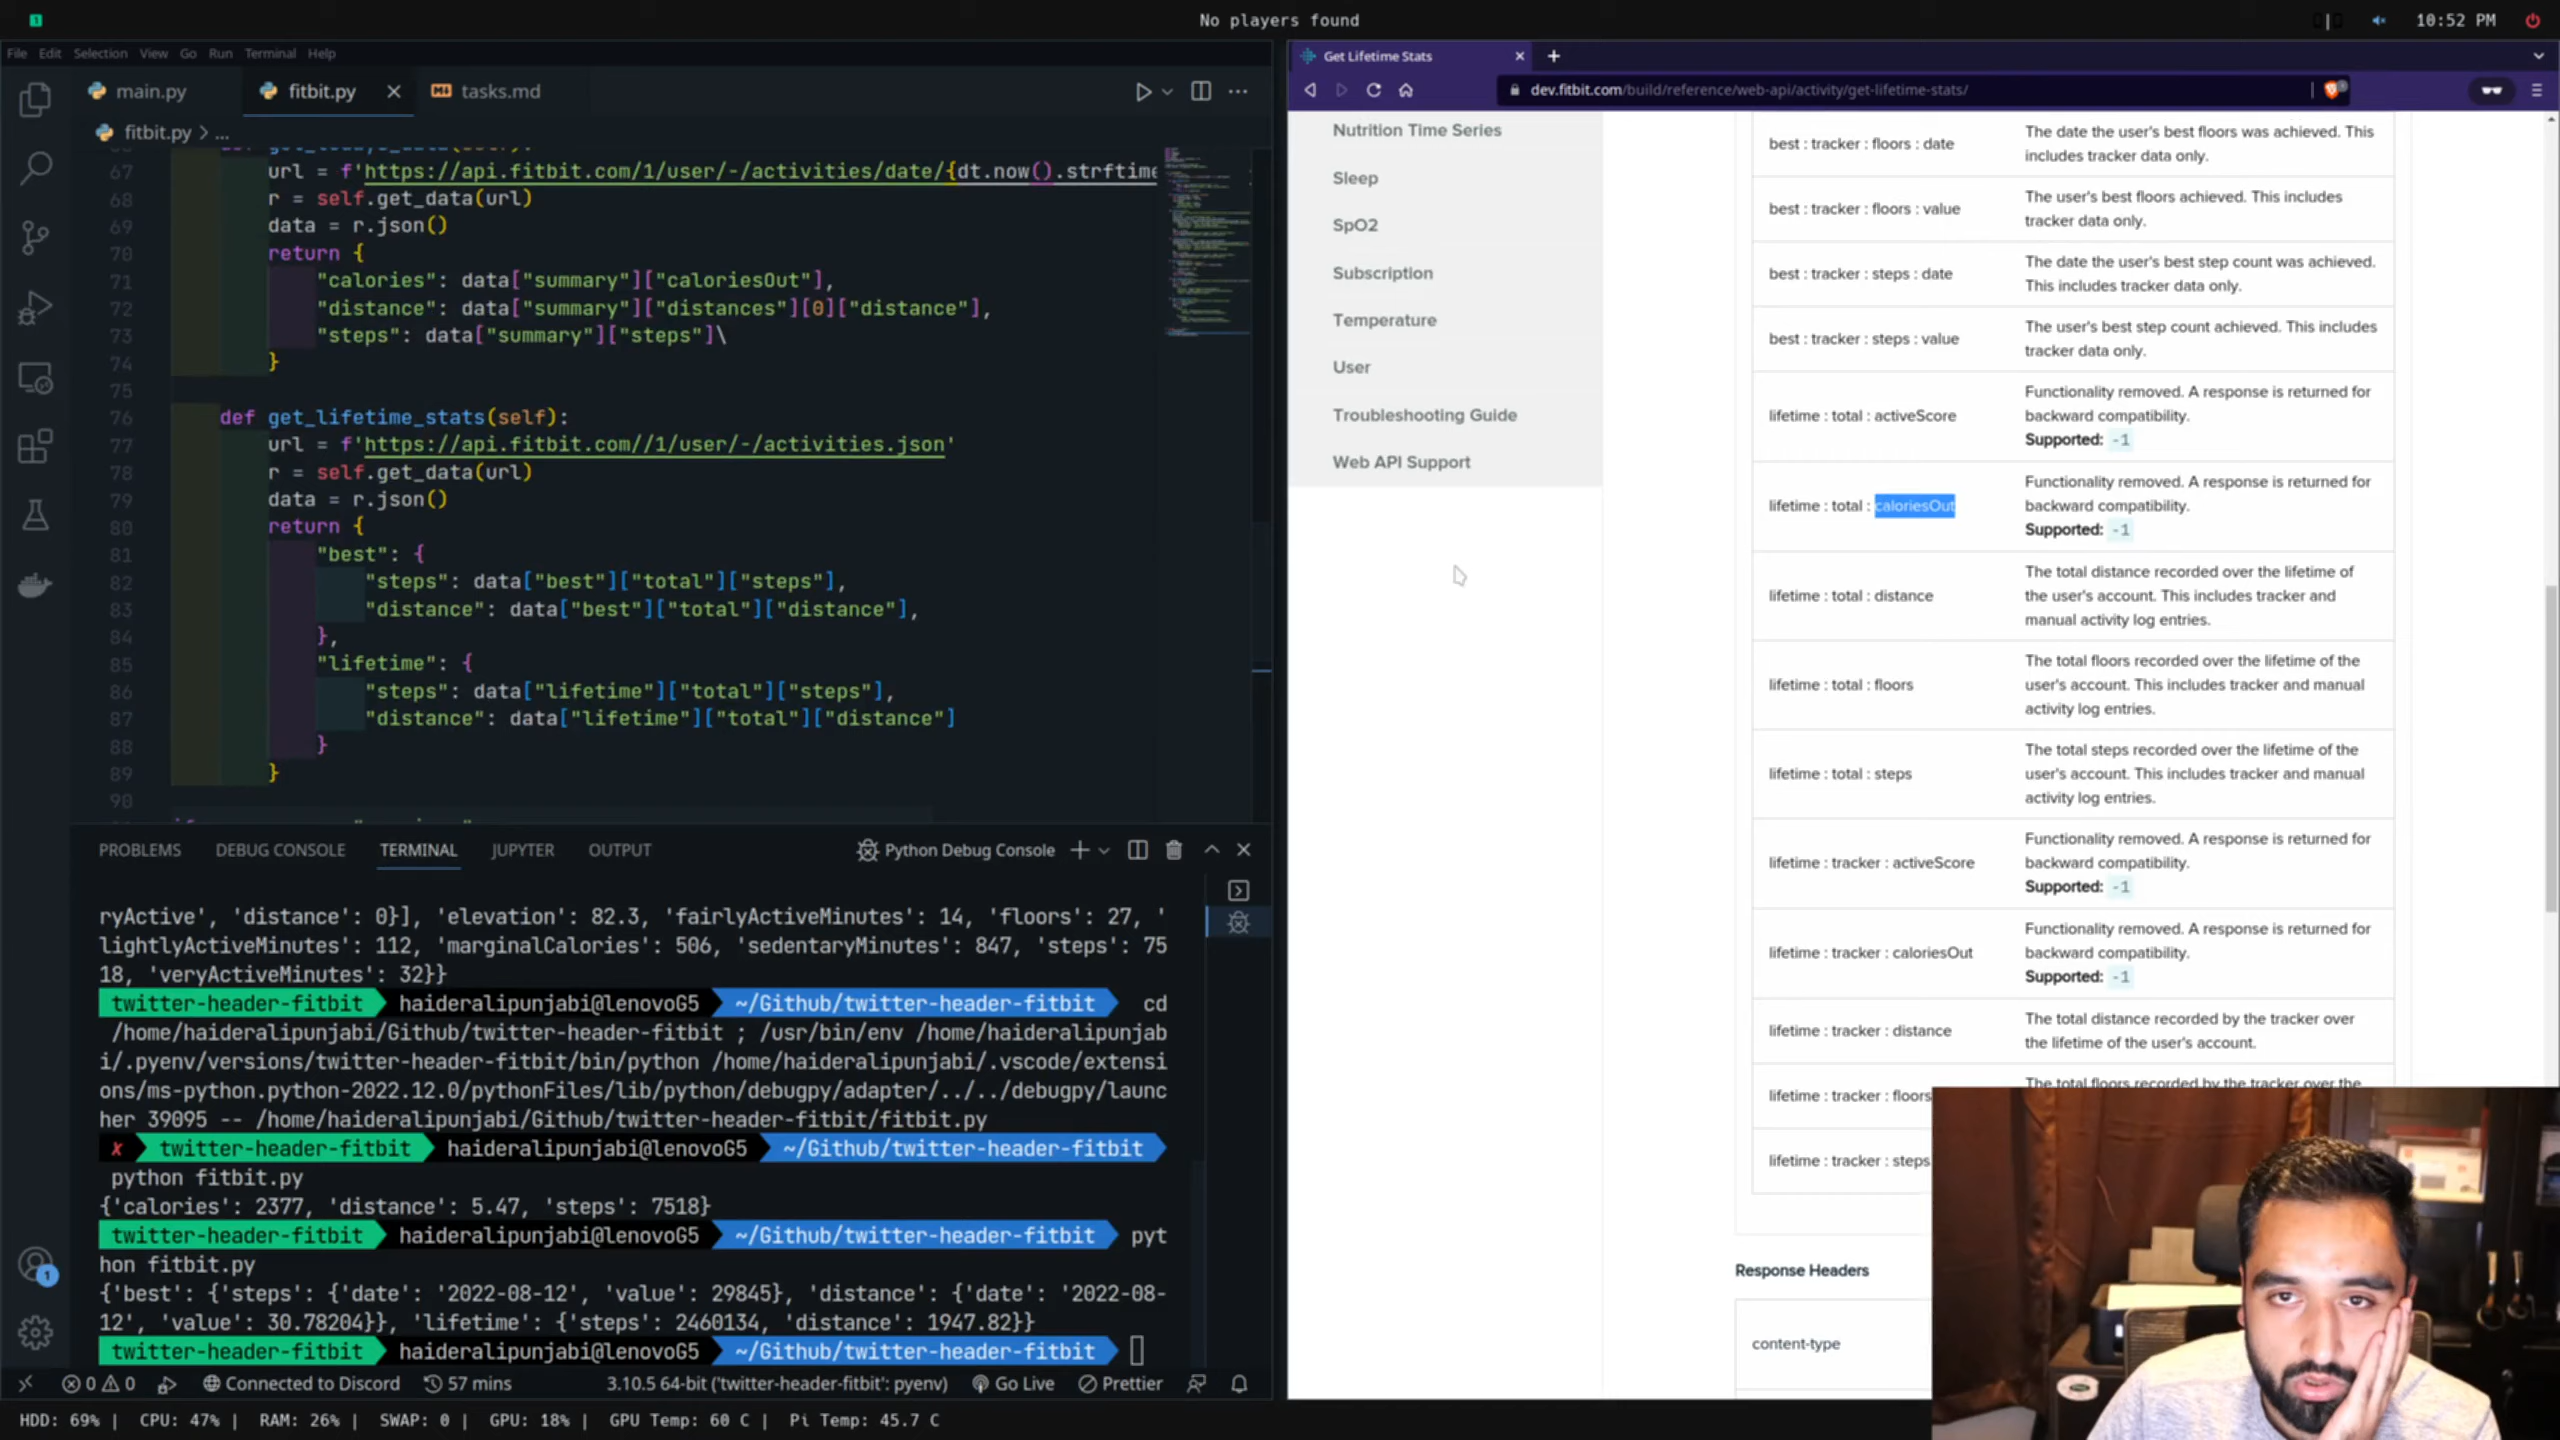 No players found
10:52 PM
File Edit Selection View Go Run Terminal Help
main.py
fitbit.py
tasks.md
fitbit.py > ...
67 url = f'https://api.fitbit.com/1/user/-/activities/date/{dt.now().strftime
68 r = self.get_data(url)
69 data = r.json()
70 return {
71 "calories": data["summary"]["caloriesOut"],
72 "distance": data["summary"]["distances"][0]["distance"],
73 "steps": data["summary"]["steps"]\
74 }
75
76 def get_lifetime_stats(self):
77 url = f'https://api.fitbit.com//1/user/-/activities.json'
78 r = self.get_data(url)
79 data = r.json()
80 return {
81 "best": {
82 "steps": data["best"]["total"]["steps"],
83 "distance": data["best"]["total"]["distance"],
84 },
85 "lifetime": {
86 "steps": data["lifetime"]["total"]["steps"],
87 "distance": data["lifetime"]["total"]["distance"]
88 }
89 }
90
PROBLEMS DEBUG CONSOLE TERMINAL JUPYTER OUTPUT
Python Debug Console
ryActive', 'distance': 0}], 'elevation': 82.3, 'fairlyActiveMinutes': 14, 'floors': 27, '
lightlyActiveMinutes': 112, 'marginalCalories': 506, 'sedentaryMinutes': 847, 'steps': 75
18, 'veryActiveMinutes': 32}}
twitter-header-fitbit haideralipunjabi@lenovoG5 ~/Github/twitter-header-fitbit cd
/home/haideralipunjabi/Github/twitter-header-fitbit ; /usr/bin/env /home/haideralipunjab
i/.pyenv/versions/twitter-header-fitbit/bin/python /home/haideralipunjabi/.vscode/extensi
ons/ms-python.python-2022.12.0/pythonFiles/lib/python/debugpy/adapter/../../debugpy/launc
her 39095 -- /home/haideralipunjabi/Github/twitter-header-fitbit/fitbit.py
✗ twitter-header-fitbit haideralipunjabi@lenovoG5 ~/Github/twitter-header-fitbit
python fitbit.py
{'calories': 2377, 'distance': 5.47, 'steps': 7518}
twitter-header-fitbit haideralipunjabi@lenovoG5 ~/Github/twitter-header-fitbit pyt
hon fitbit.py
{'best': {'steps': {'date': '2022-08-12', 'value': 29845}, 'distance': {'date': '2022-08-
12', 'value': 30.78204}}, 'lifetime': {'steps': 2460134, 'distance': 1947.82}}
twitter-header-fitbit haideralipunjabi@lenovoG5 ~/Github/twitter-header-fitbit
1
0 0 Connected to Discord 57 mins 3.10.5 64-bit ('twitter-header-fitbit': pyenv) Go Live Prettier
HDD: 69% | CPU: 47% | RAM: 26% | SWAP: 0 | GPU: 18% | GPU Temp: 60 C | Pi Temp: 45.7 C
Get Lifetime Stats
dev.fitbit.com/build/reference/web-api/activity/get-lifetime-stats/
Nutrition Time Series
Sleep
SpO2
Subscription
Temperature
User
Troubleshooting Guide
Web API Support
best : tracker : floors : date
The date the user's best floors was achieved. This
includes tracker data only.
best : tracker : floors : value
The user's best floors achieved. This includes
tracker data only.
best : tracker : steps : date
The date the user's best step count was achieved.
This includes tracker data only.
best : tracker : steps : value
The user's best step count achieved. This includes
tracker data only.
lifetime : total : activeScore
Functionality removed. A response is returned for
backward compatibility.
Supported: -1
lifetime : total : caloriesOut
Functionality removed. A response is returned for
backward compatibility.
Supported: -1
lifetime : total : distance
The total distance recorded over the lifetime of
the user's account. This includes tracker and
manual activity log entries.
lifetime : total : floors
The total floors recorded over the lifetime of the
user's account. This includes tracker and manual
activity log entries.
lifetime : total : steps
The total steps recorded over the lifetime of the
user's account. This includes tracker and manual
activity log entries.
lifetime : tracker : activeScore
Functionality removed. A response is returned for
backward compatibility.
Supported: -1
lifetime : tracker : caloriesOut
Functionality removed. A response is returned for
backward compatibility.
Supported: -1
lifetime : tracker : distance
The total distance recorded by the tracker over
the lifetime of the user's account.
lifetime : tracker : floors
The total floors recorded by the tracker over the
lifetime : tracker : steps
Response Headers
content-type